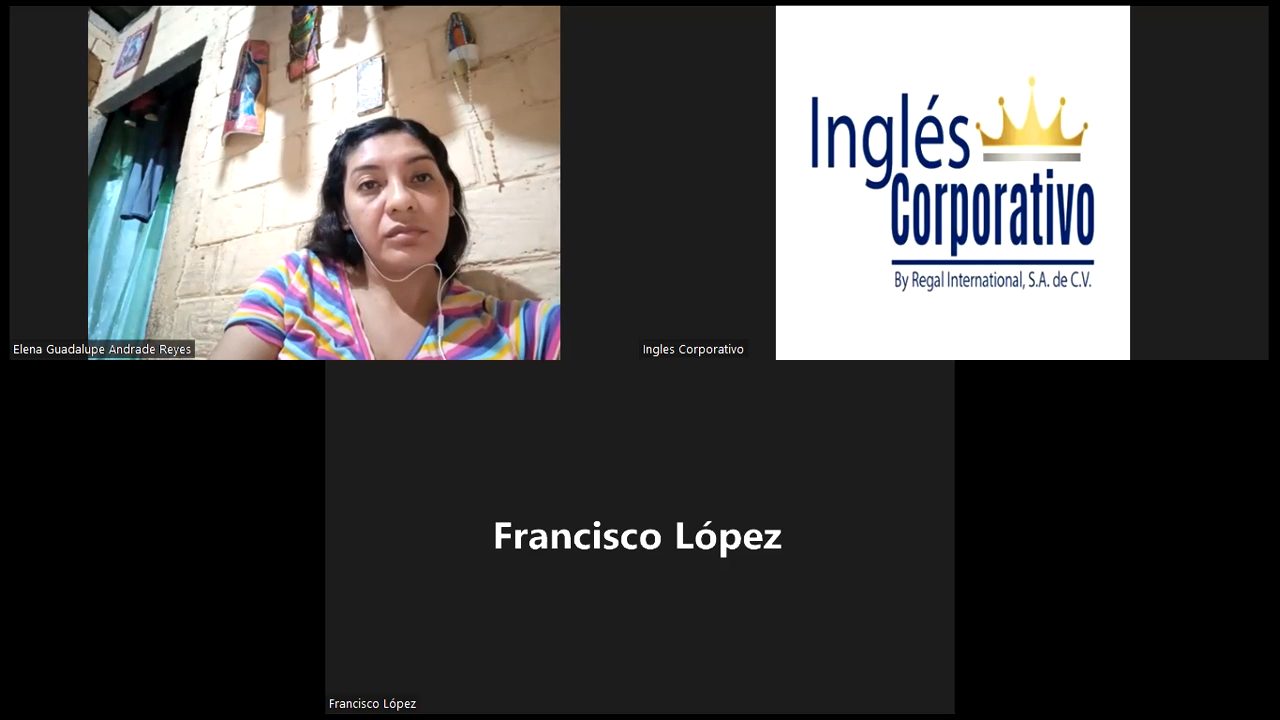 Inglés
Corporativo
By Regal International, S.A. de C.V.
Elena Guadalupe Andrade Reyes
Ingles Corporativo
Francisco López
Francisco López